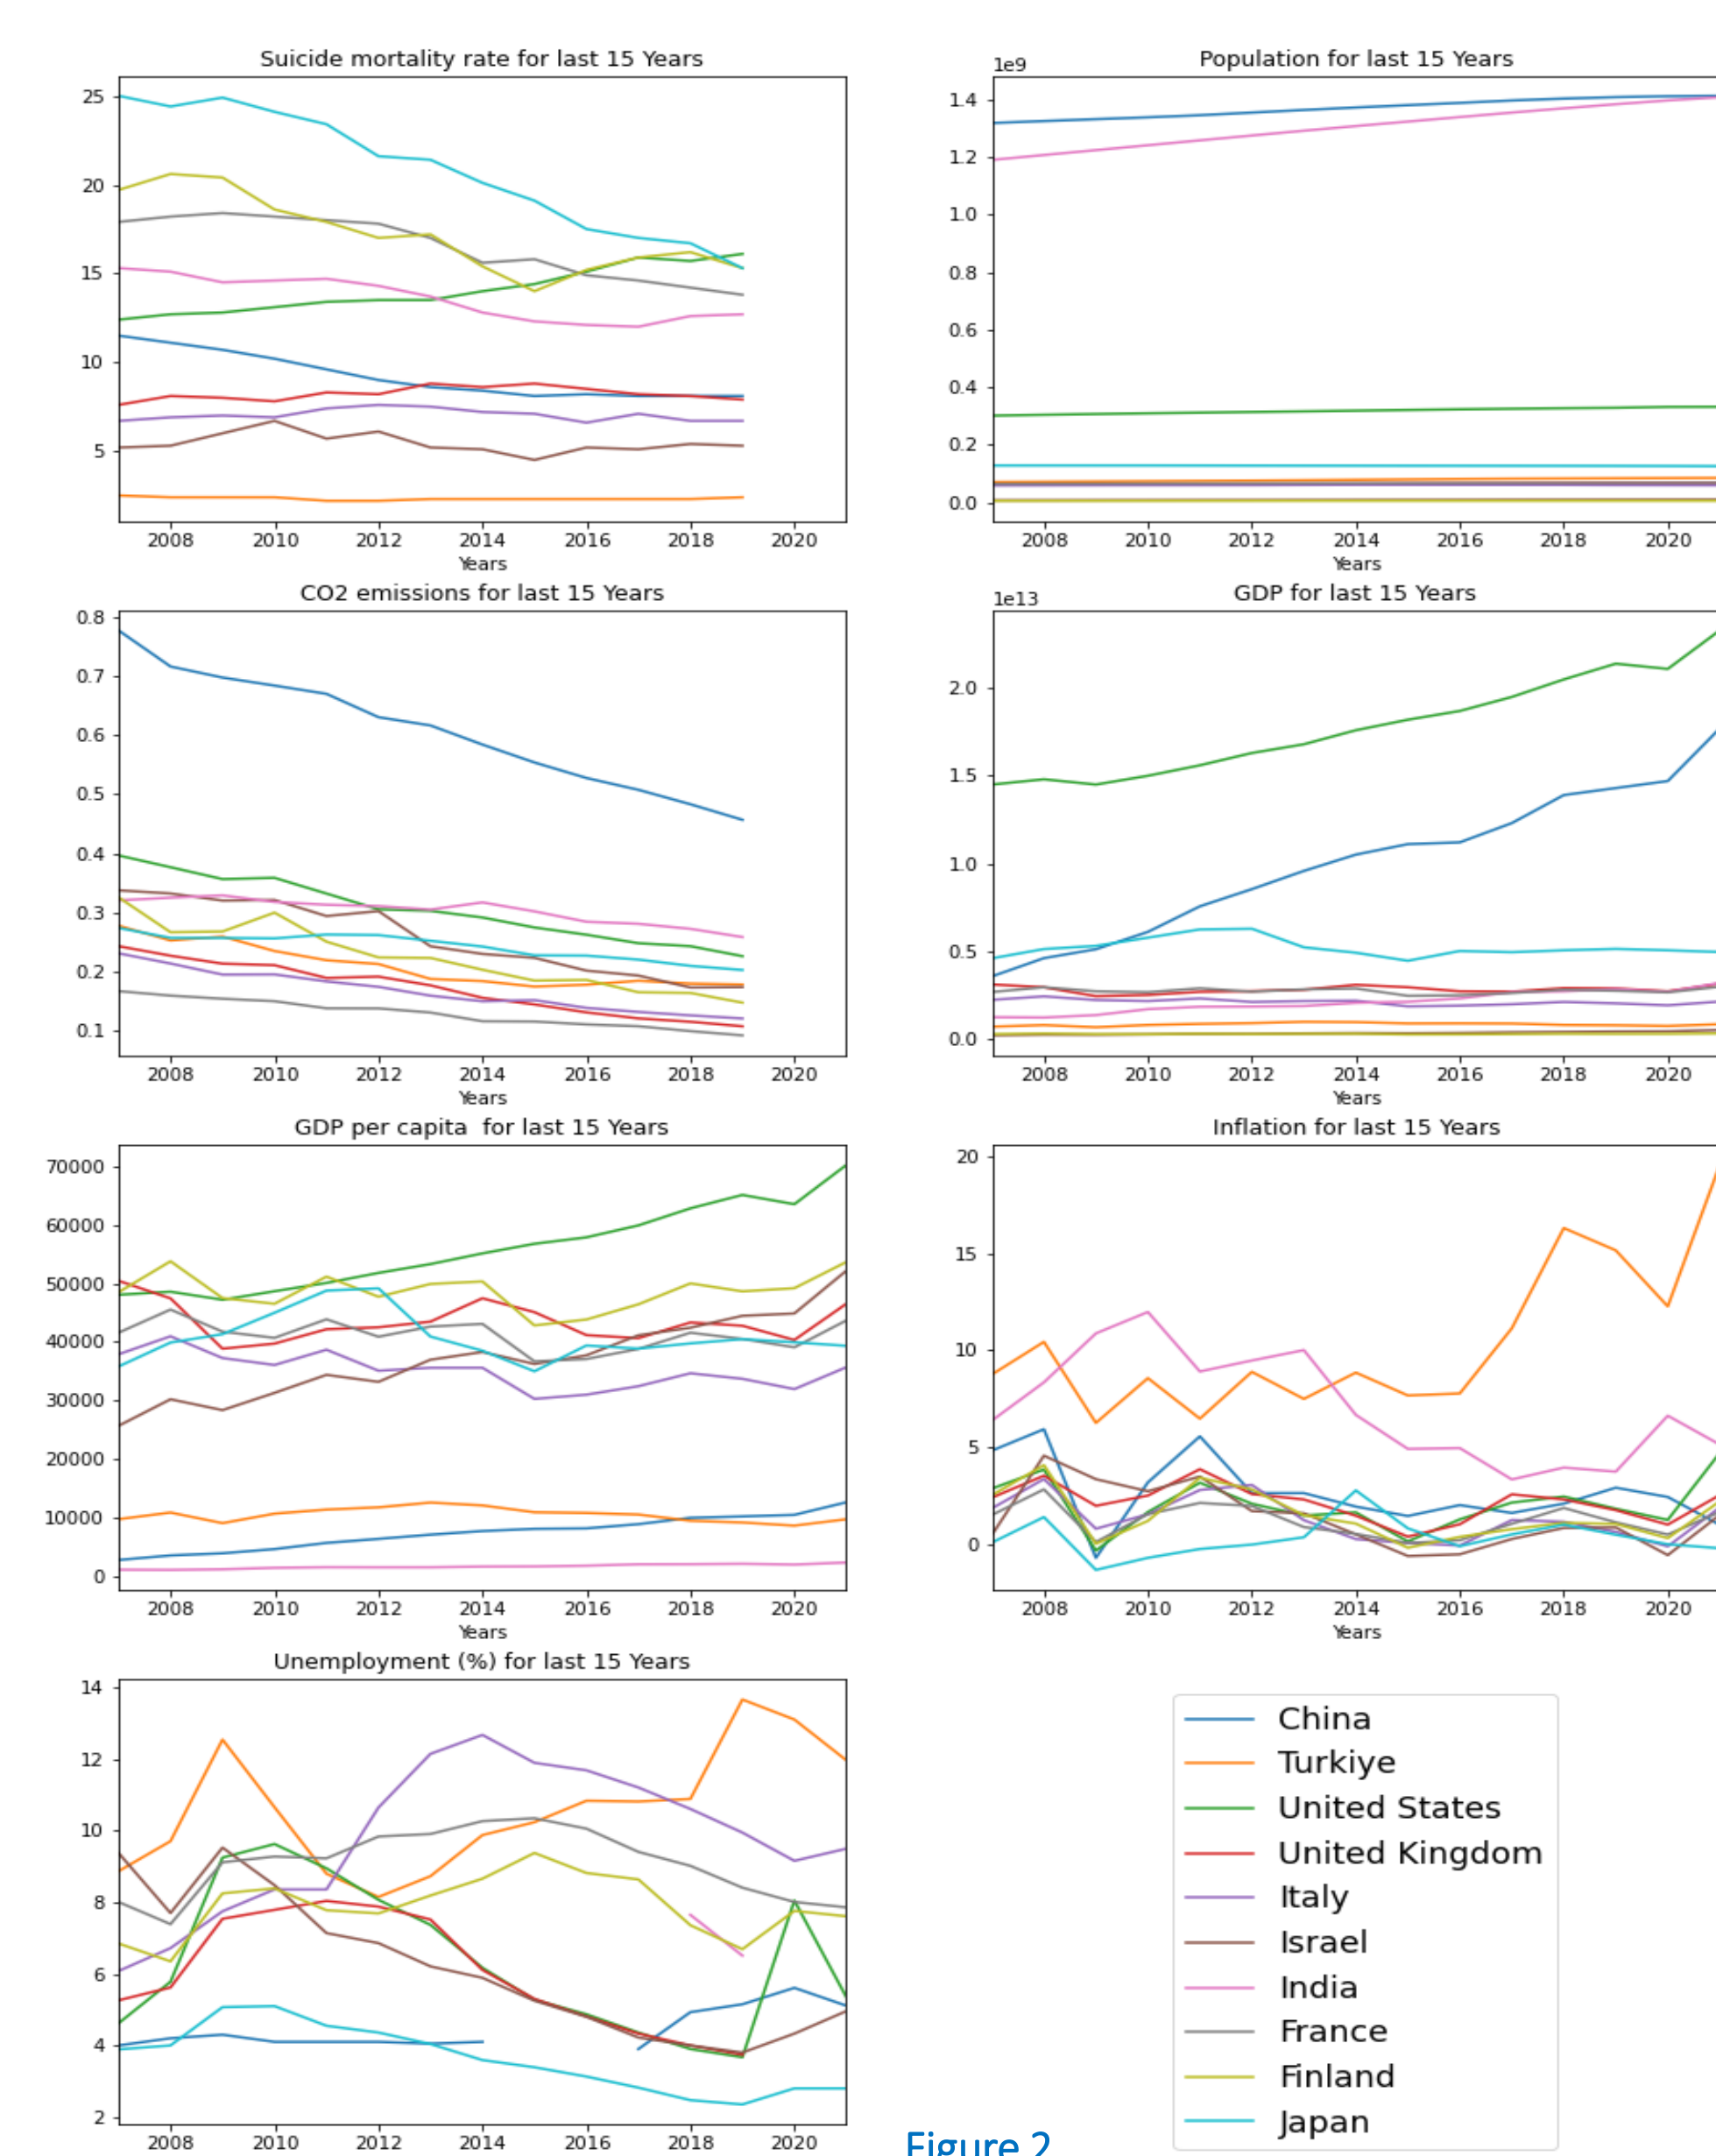 Suicide mortality rate for last 15 Years
25
20
15
10
5
2008 2010 2012 2014 2016 2018 2020
Years
Population for last 15 Years
1e9
1.4
1.2
1.0
0.8
0.6
0.4
0.2
0.0
2008 2010 2012 2014 2016 2018 2020
Years
CO2 emissions for last 15 Years
0.8
0.7
0.6
0.5
0.4
0.3
0.2
0.1
2008 2010 2012 2014 2016 2018 2020
Years
GDP for last 15 Years
1e13
2.0
1.5
1.0
0.5
0.0
2008 2010 2012 2014 2016 2018 2020
Years
GDP per capita  for last 15 Years
70000
60000
50000
40000
30000
20000
10000
0
2008 2010 2012 2014 2016 2018 2020
Years
Inflation for last 15 Years
20
15
10
5
0
2008 2010 2012 2014 2016 2018 2020
Years
Unemployment (%) for last 15 Years
14
12
10
8
6
4
2
2008 2010 2012 2014 2016 2018 2020
China
Turkiye
United States
United Kingdom
Italy
Israel
India
France
Finland
Japan
Figure 2